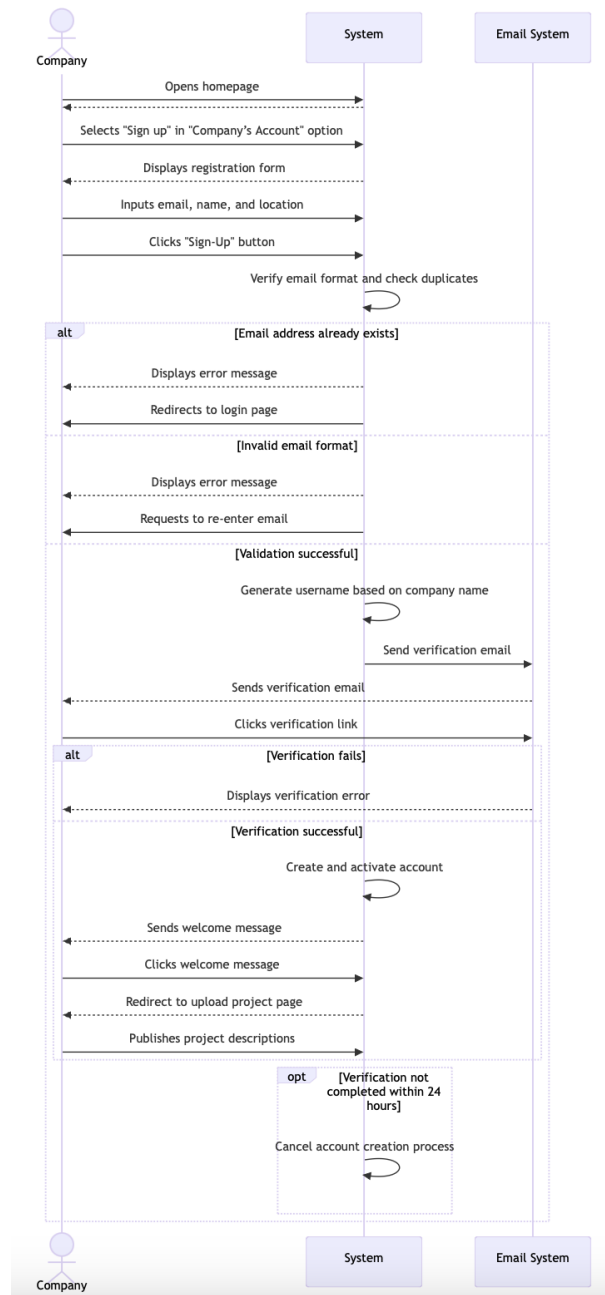 System
Email System
Company
Opens homepage
Selects "Sign up" in "Company's Account" option
Displays registration form
Inputs email, name, and location
Clicks "Sign-Up" button
Verify email format and check duplicates
alt
[Email address already exists]
Displays error message
Redirects to login page
[Invalid email format]
Displays error message
Requests to re-enter email
[Validation successful]
Generate username based on company name
Send verification email
Sends verification email
Clicks verification link
alt
[Verification fails]
Displays verification error
[Verification successful]
Create and activate account
Sends welcome message
Clicks welcome message
Redirect to upload project page
Publishes project descriptions
opt
[Verification not
completed within 24
hours]
Cancel account creation process
System
Email System
Company